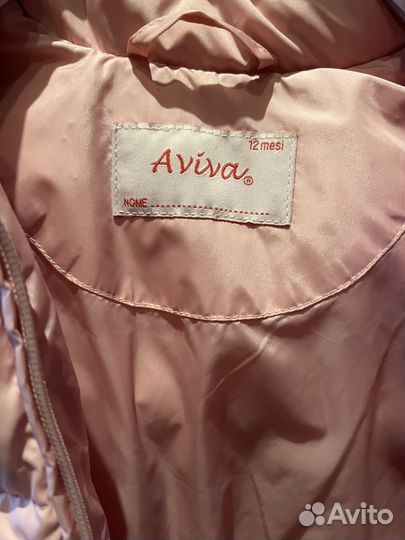 12 mesi
Aviva®
NOME ....................
Avito